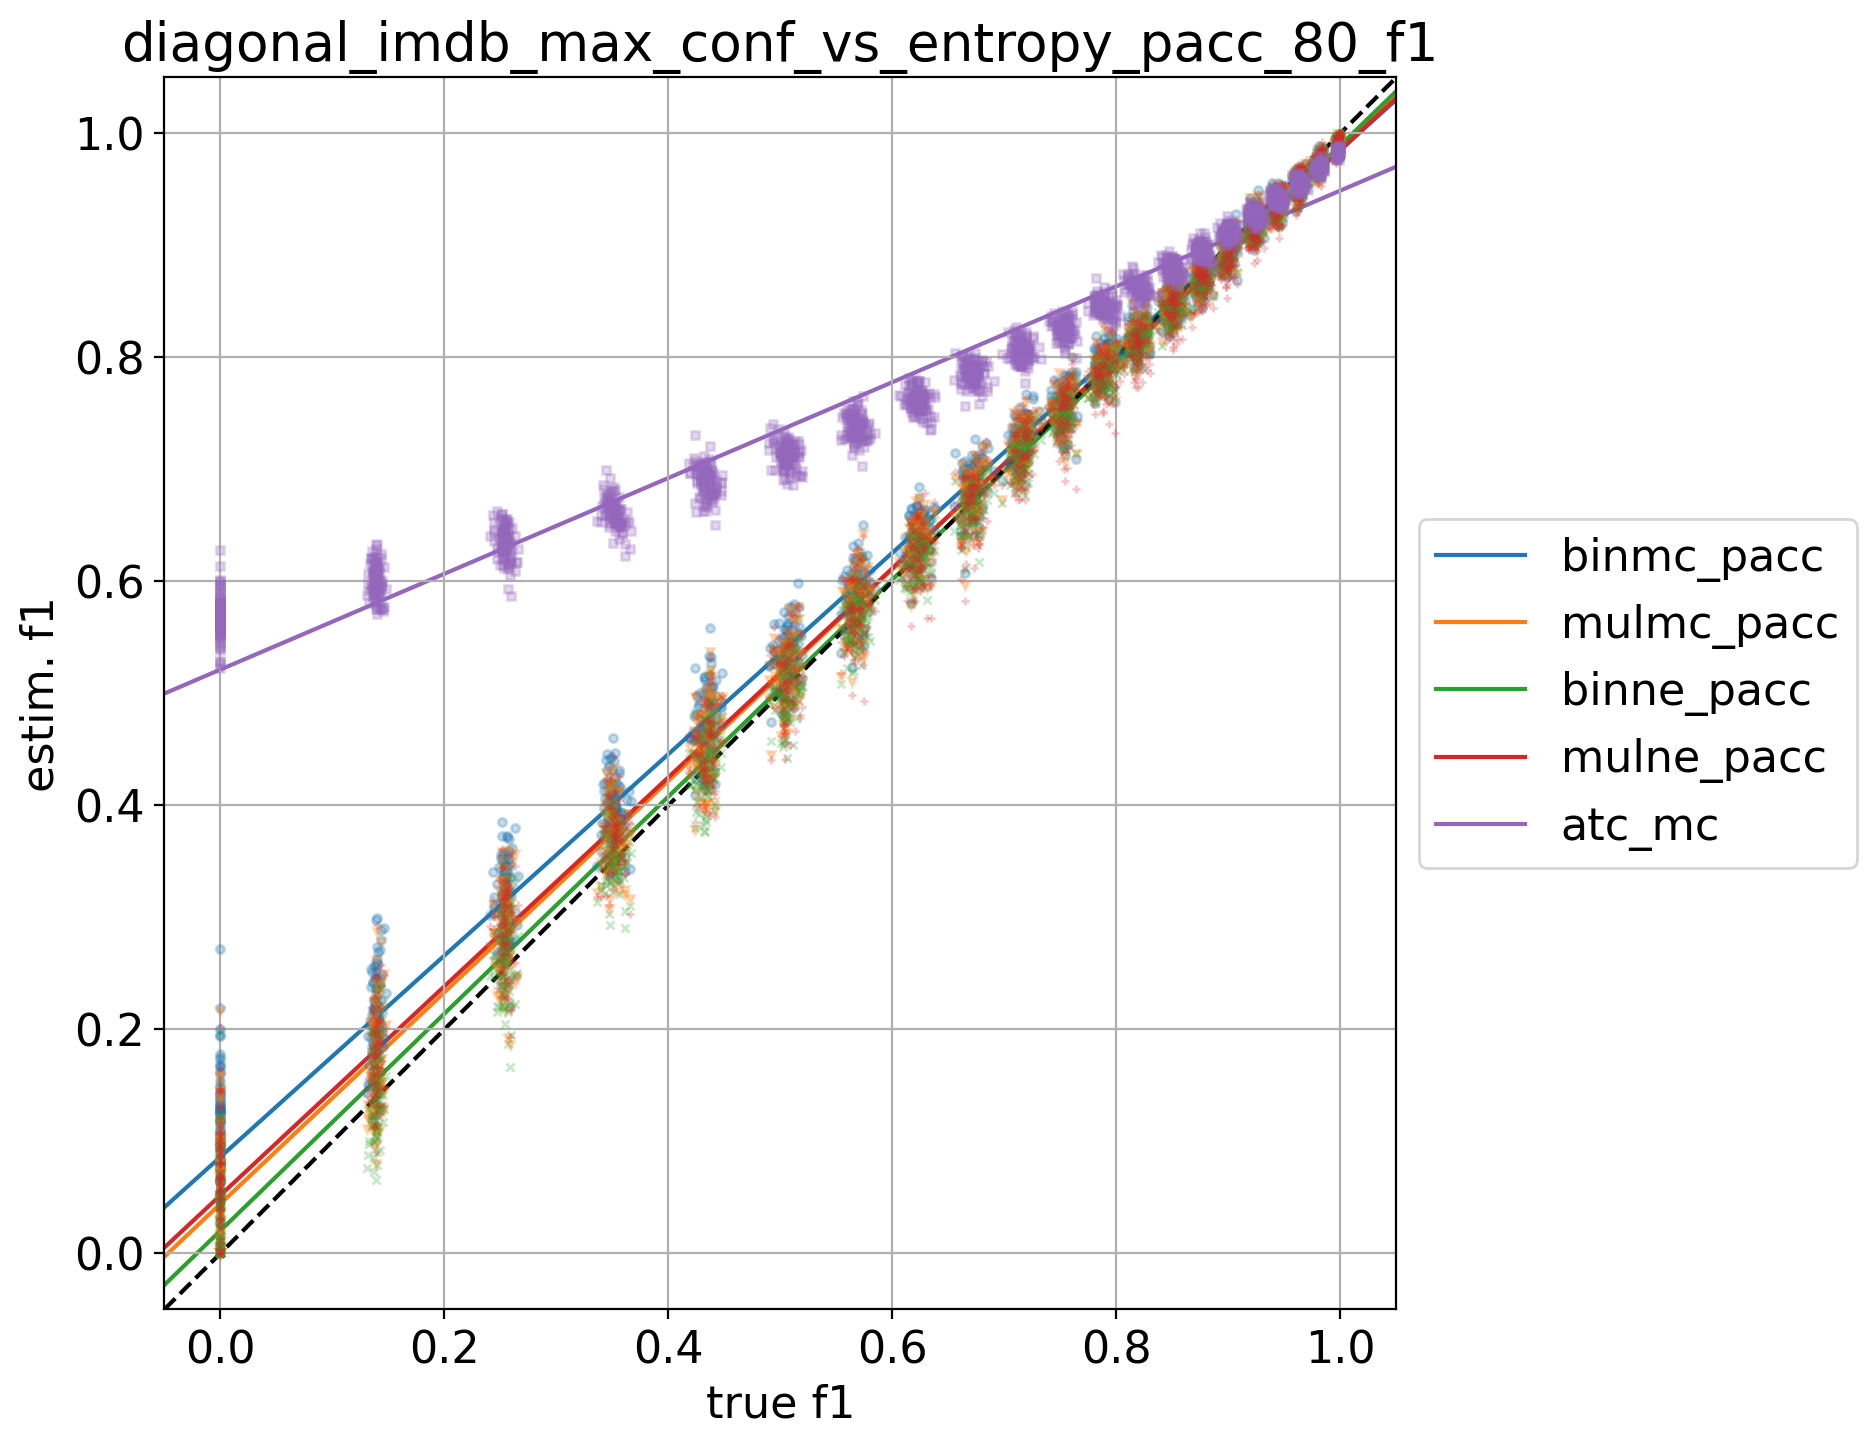 diagonal_imdb_max_conf_vs_entropy_pacc_80_f1
1.0
0.8
0.6
0.4
0.2
0.0
estim. f1
0.0 0.2 0.4 0.6 0.8 1.0
true f1
binmc_pacc
mulmc_pacc
binne_pacc
mulne_pacc
atc_mc